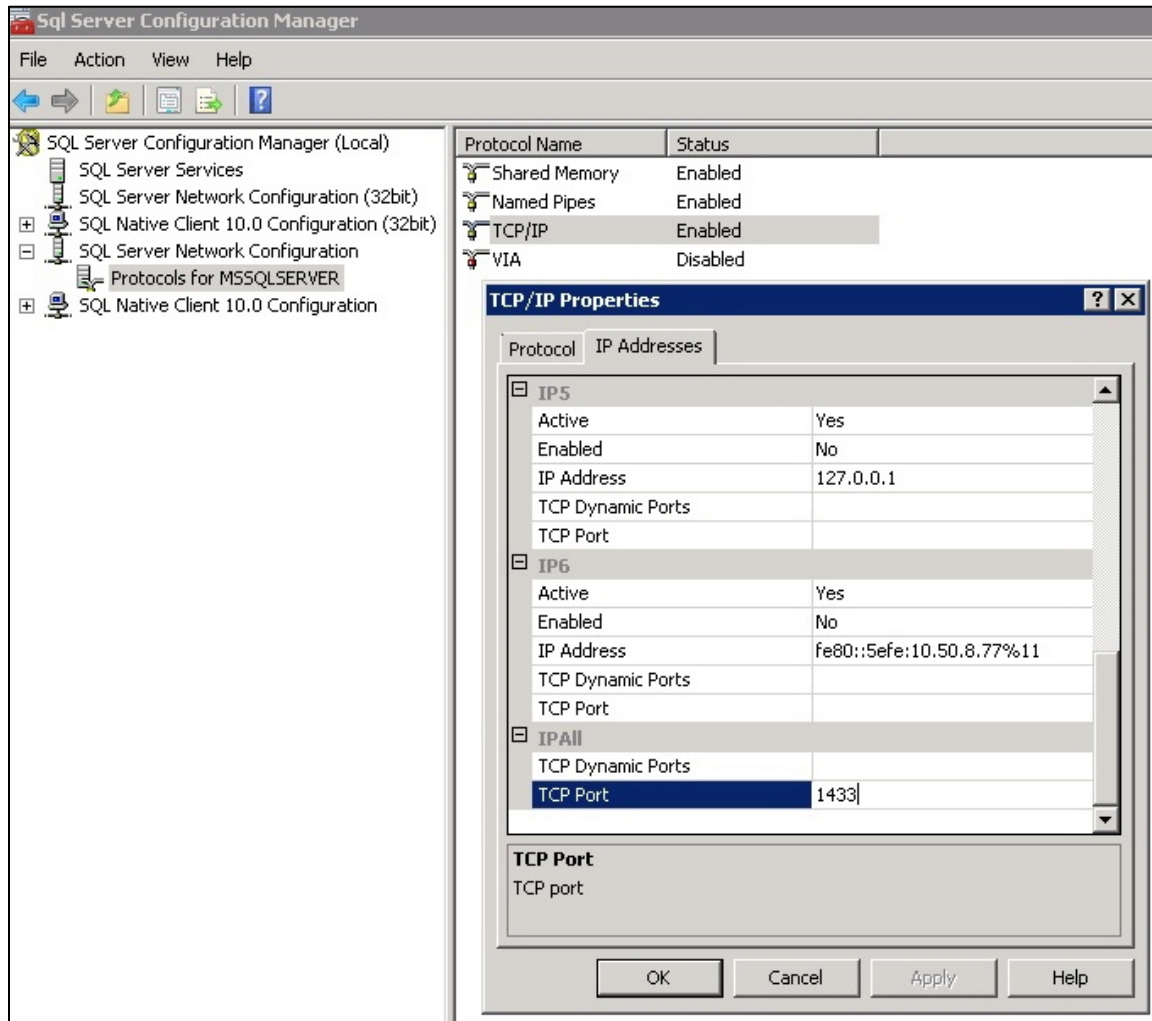 Sql Server Configuration Manager
File Action View Help
SQL Server Configuration Manager (Local)
SQL Server Services
SQL Server Network Configuration (32bit)
SQL Native Client 10.0 Configuration (32bit)
SQL Server Network Configuration
Protocols for MSSQLSERVER
SQL Native Client 10.0 Configuration
Protocol Name Status
Shared Memory Enabled
Named Pipes Enabled
TCP/IP Enabled
VIA Disabled
TCP/IP Properties
Protocol IP Addresses
IP5
Active Yes
Enabled No
IP Address 127.0.0.1
TCP Dynamic Ports
TCP Port
IP6
Active Yes
Enabled No
IP Address fe80::5efe:10.50.8.77%11
TCP Dynamic Ports
TCP Port
IPAll
TCP Dynamic Ports
TCP Port 1433
TCP Port
TCP port
OK Cancel Apply Help